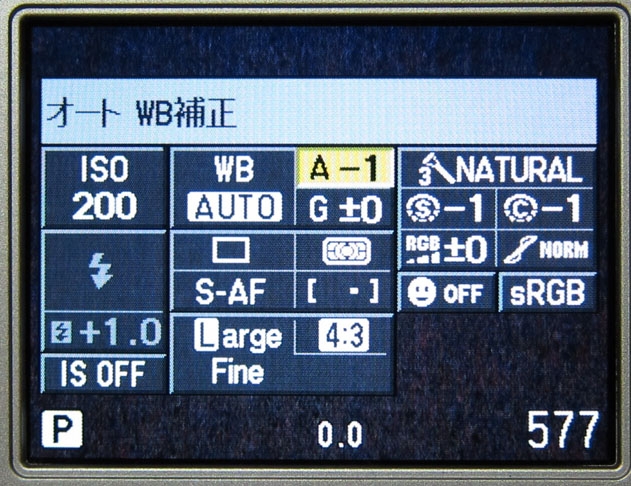 オート WB補正
ISO 200
WB AUTO
A −1
G ±0
3 NATURAL
S −1
C −1
RGB ±0
NORM
S-AF
[ ▪ ]
OFF
sRGB
+1.0
Large Fine
4:3
IS OFF
P
0.0
577